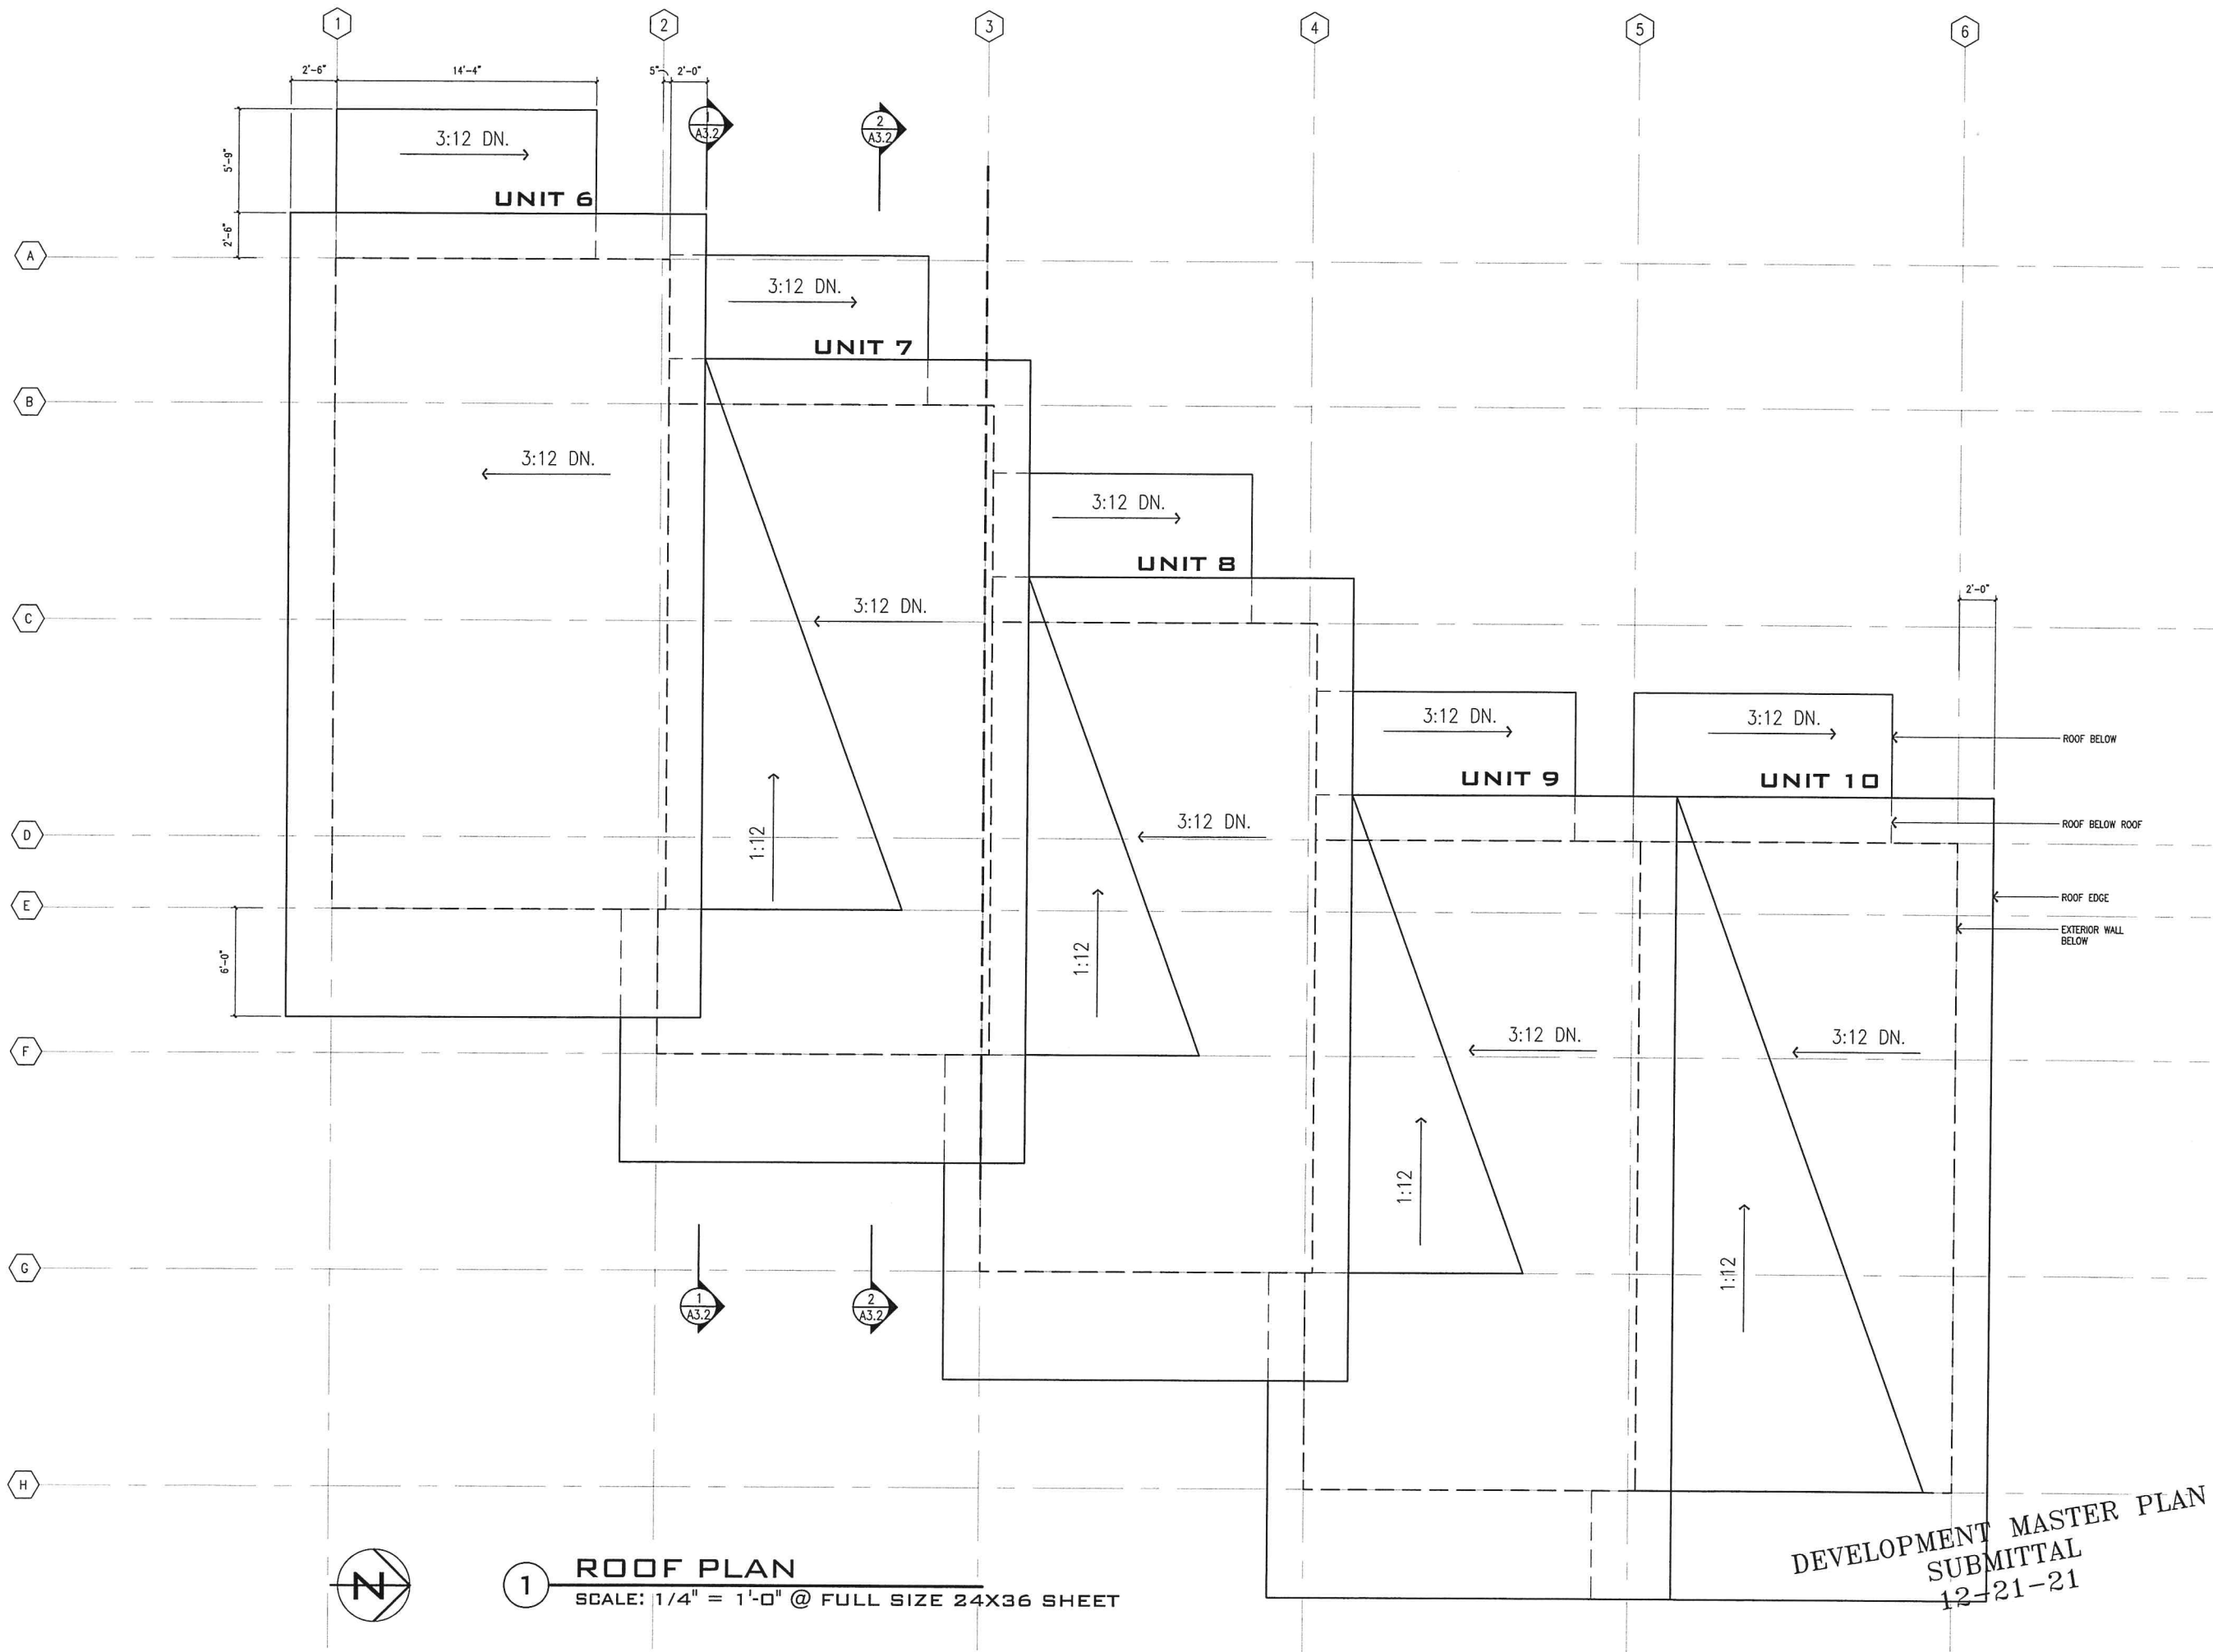 1
2
3
4
5
6
2'-6"
14'-4"
5"
2'-0"
5'-9"
3:12 DN.
1
A3.2
2
A3.2
UNIT 6
2'-6"
A
3:12 DN.
UNIT 7
B
3:12 DN.
3:12 DN.
UNIT 8
2'-0"
C
3:12 DN.
3:12 DN.
3:12 DN.
ROOF BELOW
UNIT 9
UNIT 10
D
1:12
3:12 DN.
ROOF BELOW ROOF
E
ROOF EDGE
EXTERIOR WALL
BELOW
6'-0"
1:12
F
3:12 DN.
3:12 DN.
1:12
G
1:12
1
A3.2
2
A3.2
H
N
1
ROOF PLAN
SCALE: 1/4" = 1'-0" @ FULL SIZE 24X36 SHEET
DEVELOPMENT MASTER PLAN
SUBMITTAL
12-21-21